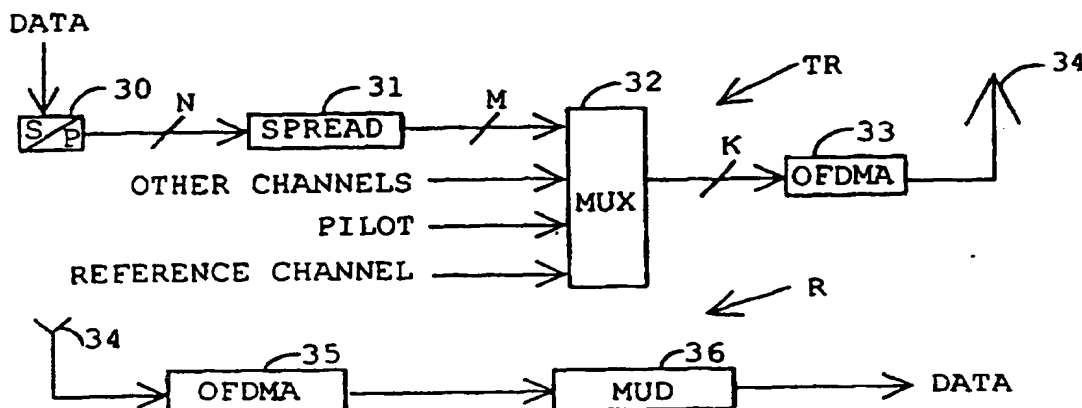 DATA
30
N
31
M
32
TR
34
S/P
SPREAD
K
33
OTHER CHANNELS
MUX
OFDMA
PILOT
REFERENCE CHANNEL
R
34
35
36
OFDMA
MUD
DATA